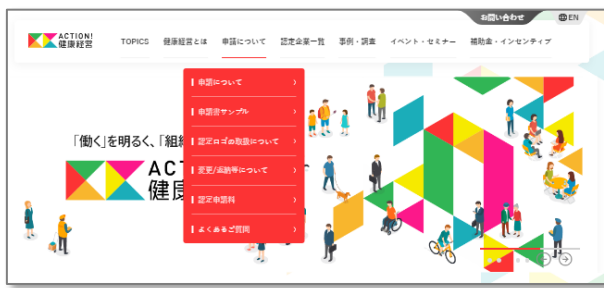 お問い合わせ
EN
ACTION!
健康経営
TOPICS
健康経営とは
申請について
認定企業一覧
事例・調査
イベント・セミナー
補助金・インセンティブ
申請について
申請書サンプル
認定ロゴの取扱について
変更/返納等について
認定申請料
よくあるご質問
「働く」を明るく、「組織
ACT
健康